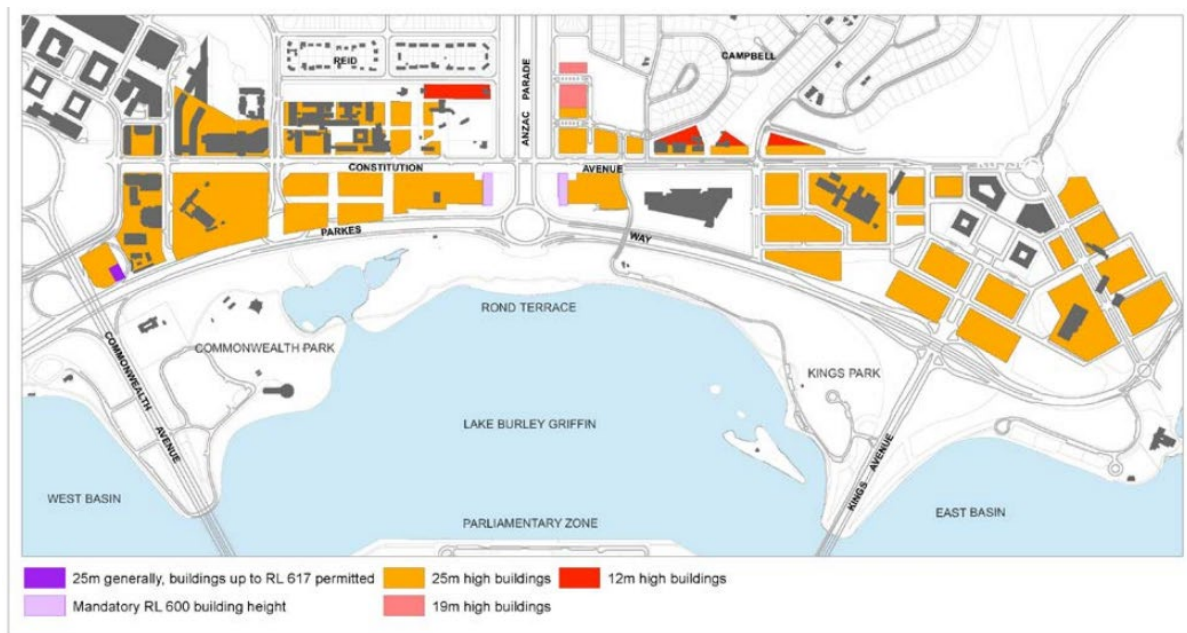 REID
CAMPBELL
ANZAC PARADE
CONSTITUTION
AVENUE
PARKES
WAY
ROND TERRACE
COMMONWEALTH PARK
KINGS PARK
COMMONWEALTH AVENUE
LAKE BURLEY GRIFFIN
KINGS AVENUE
WEST BASIN
EAST BASIN
PARLIAMENTARY ZONE
25m generally, buildings up to RL 617 permitted
25m high buildings
12m high buildings
Mandatory RL 600 building height
19m high buildings